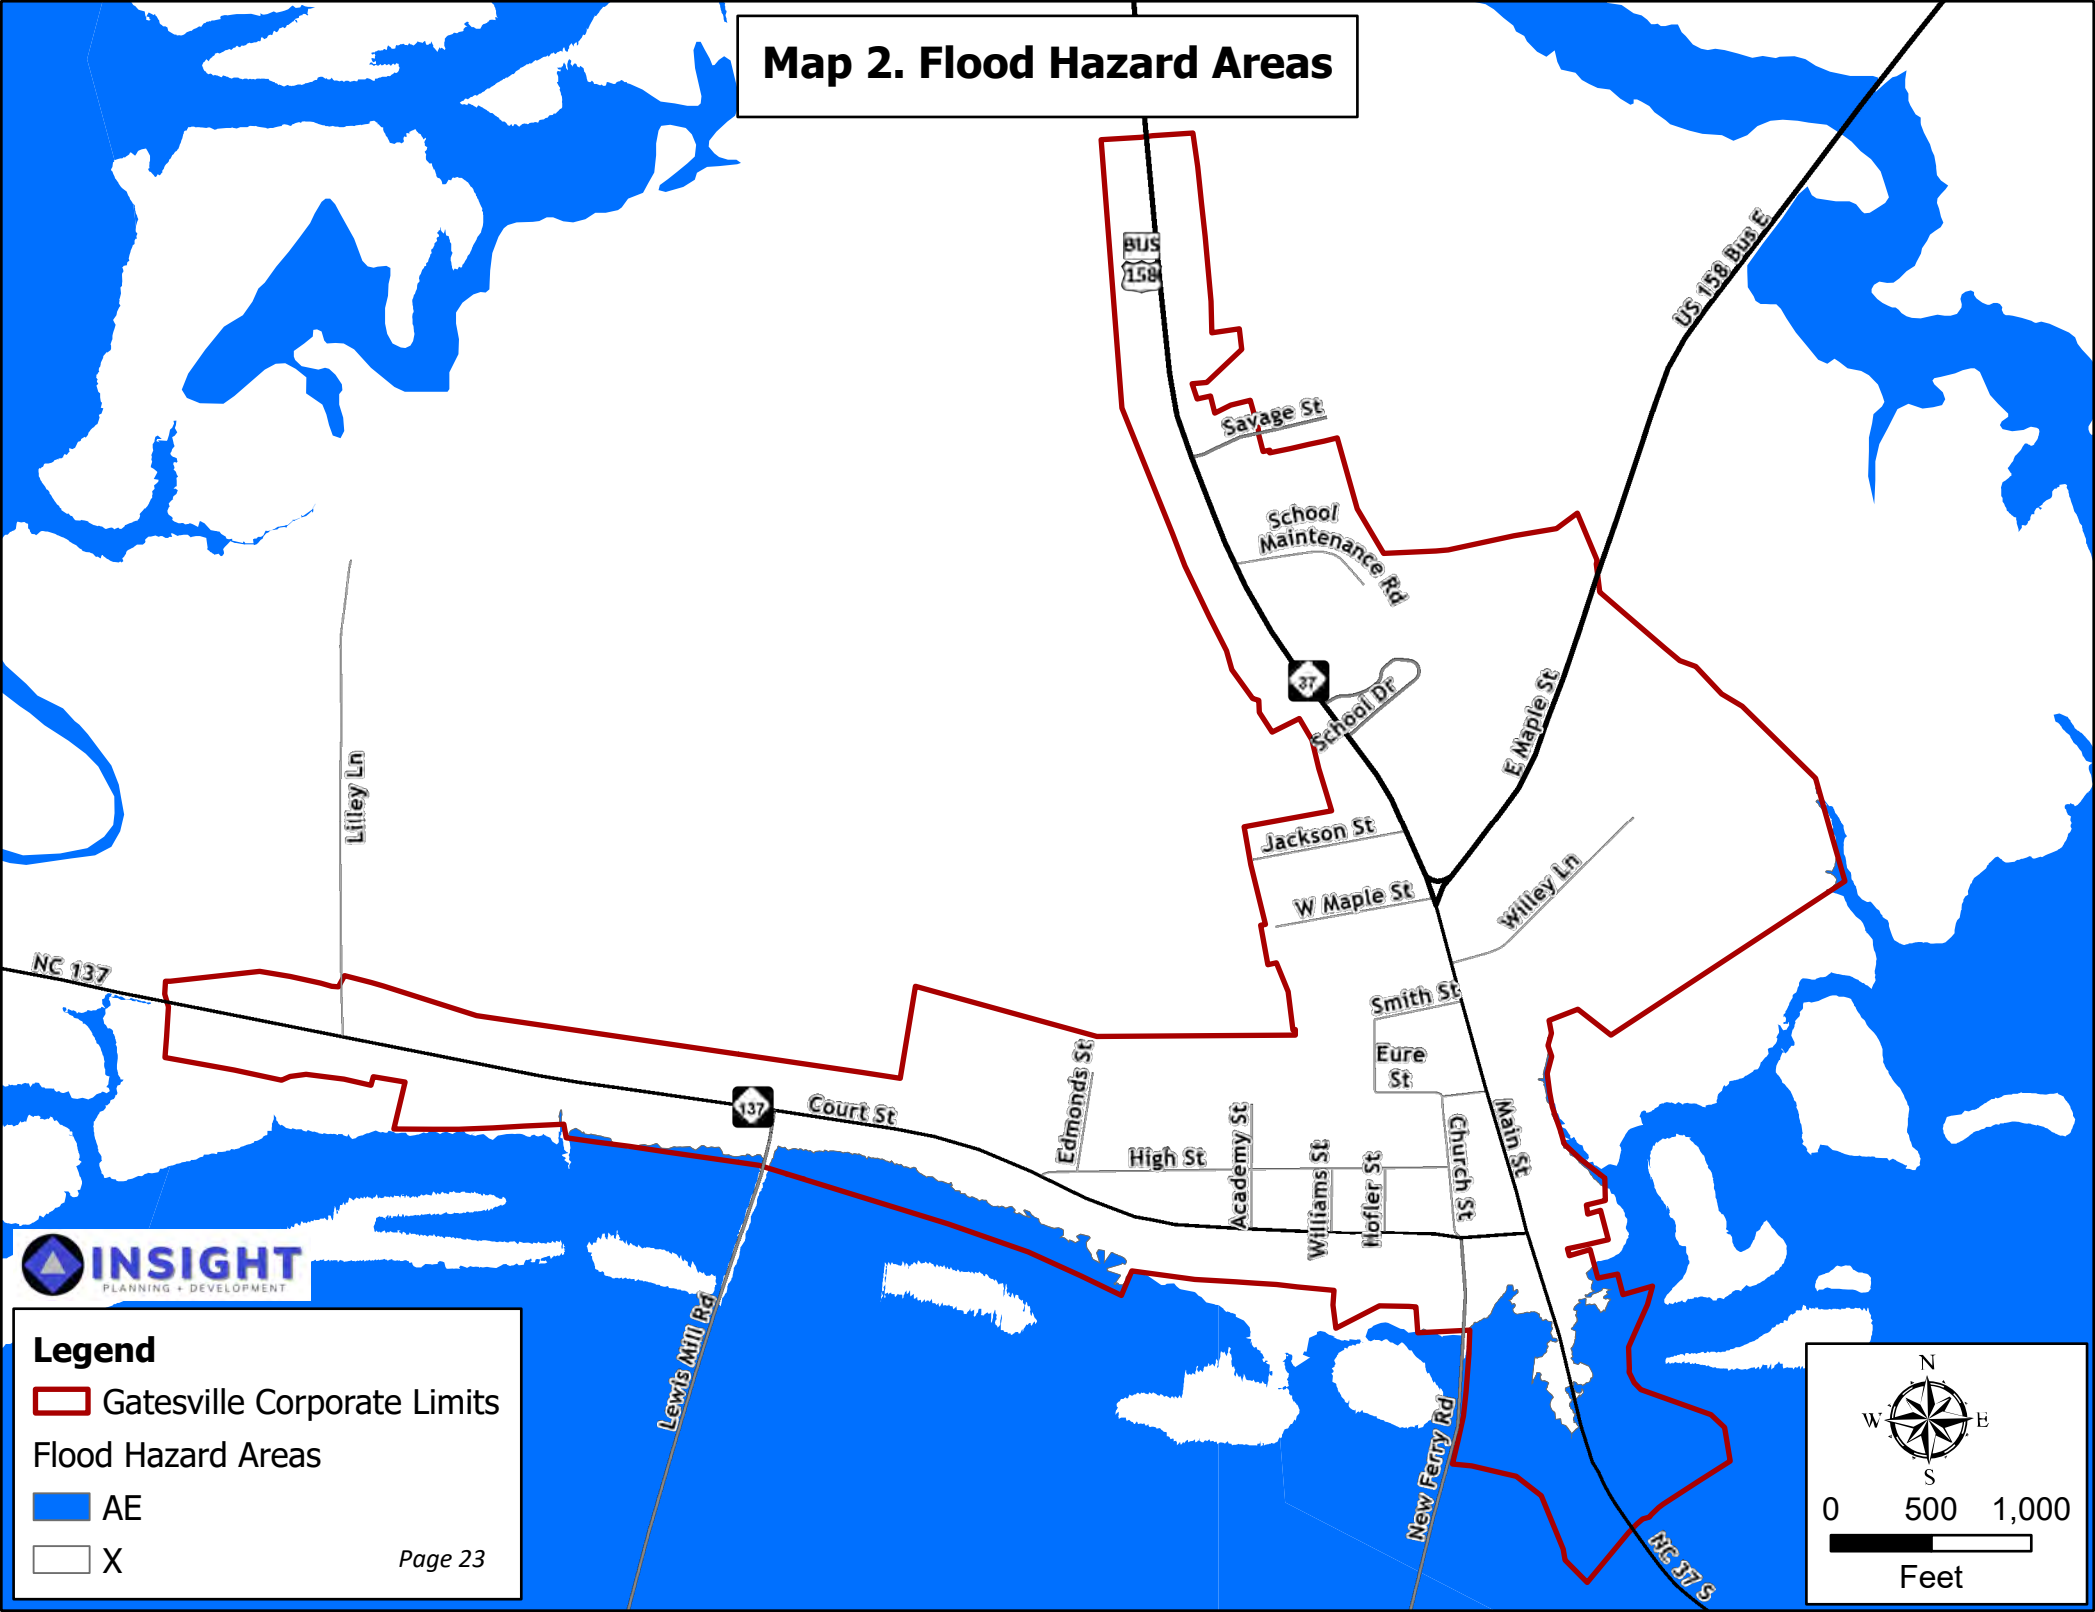 Map 2. Flood Hazard Areas
BUS
158
US 158 Bus E
Savage St
School
Maintenance Rd
37
School Dr
E Maple St
Lilley Ln
Jackson St
W Maple St
Willey Ln
NC 137
Smith St
Eure
St
Edmonds St
137
Court St
High St
Academy St
Williams St
Hofler St
Church St
Main St
INSIGHT
PLANNING + DEVELOPMENT
Lewis Mill Rd
New Ferry Rd
NC 37 S
Legend
Gatesville Corporate Limits
Flood Hazard Areas
AE
X
Page 23
N
W E
S
0 500 1,000
Feet